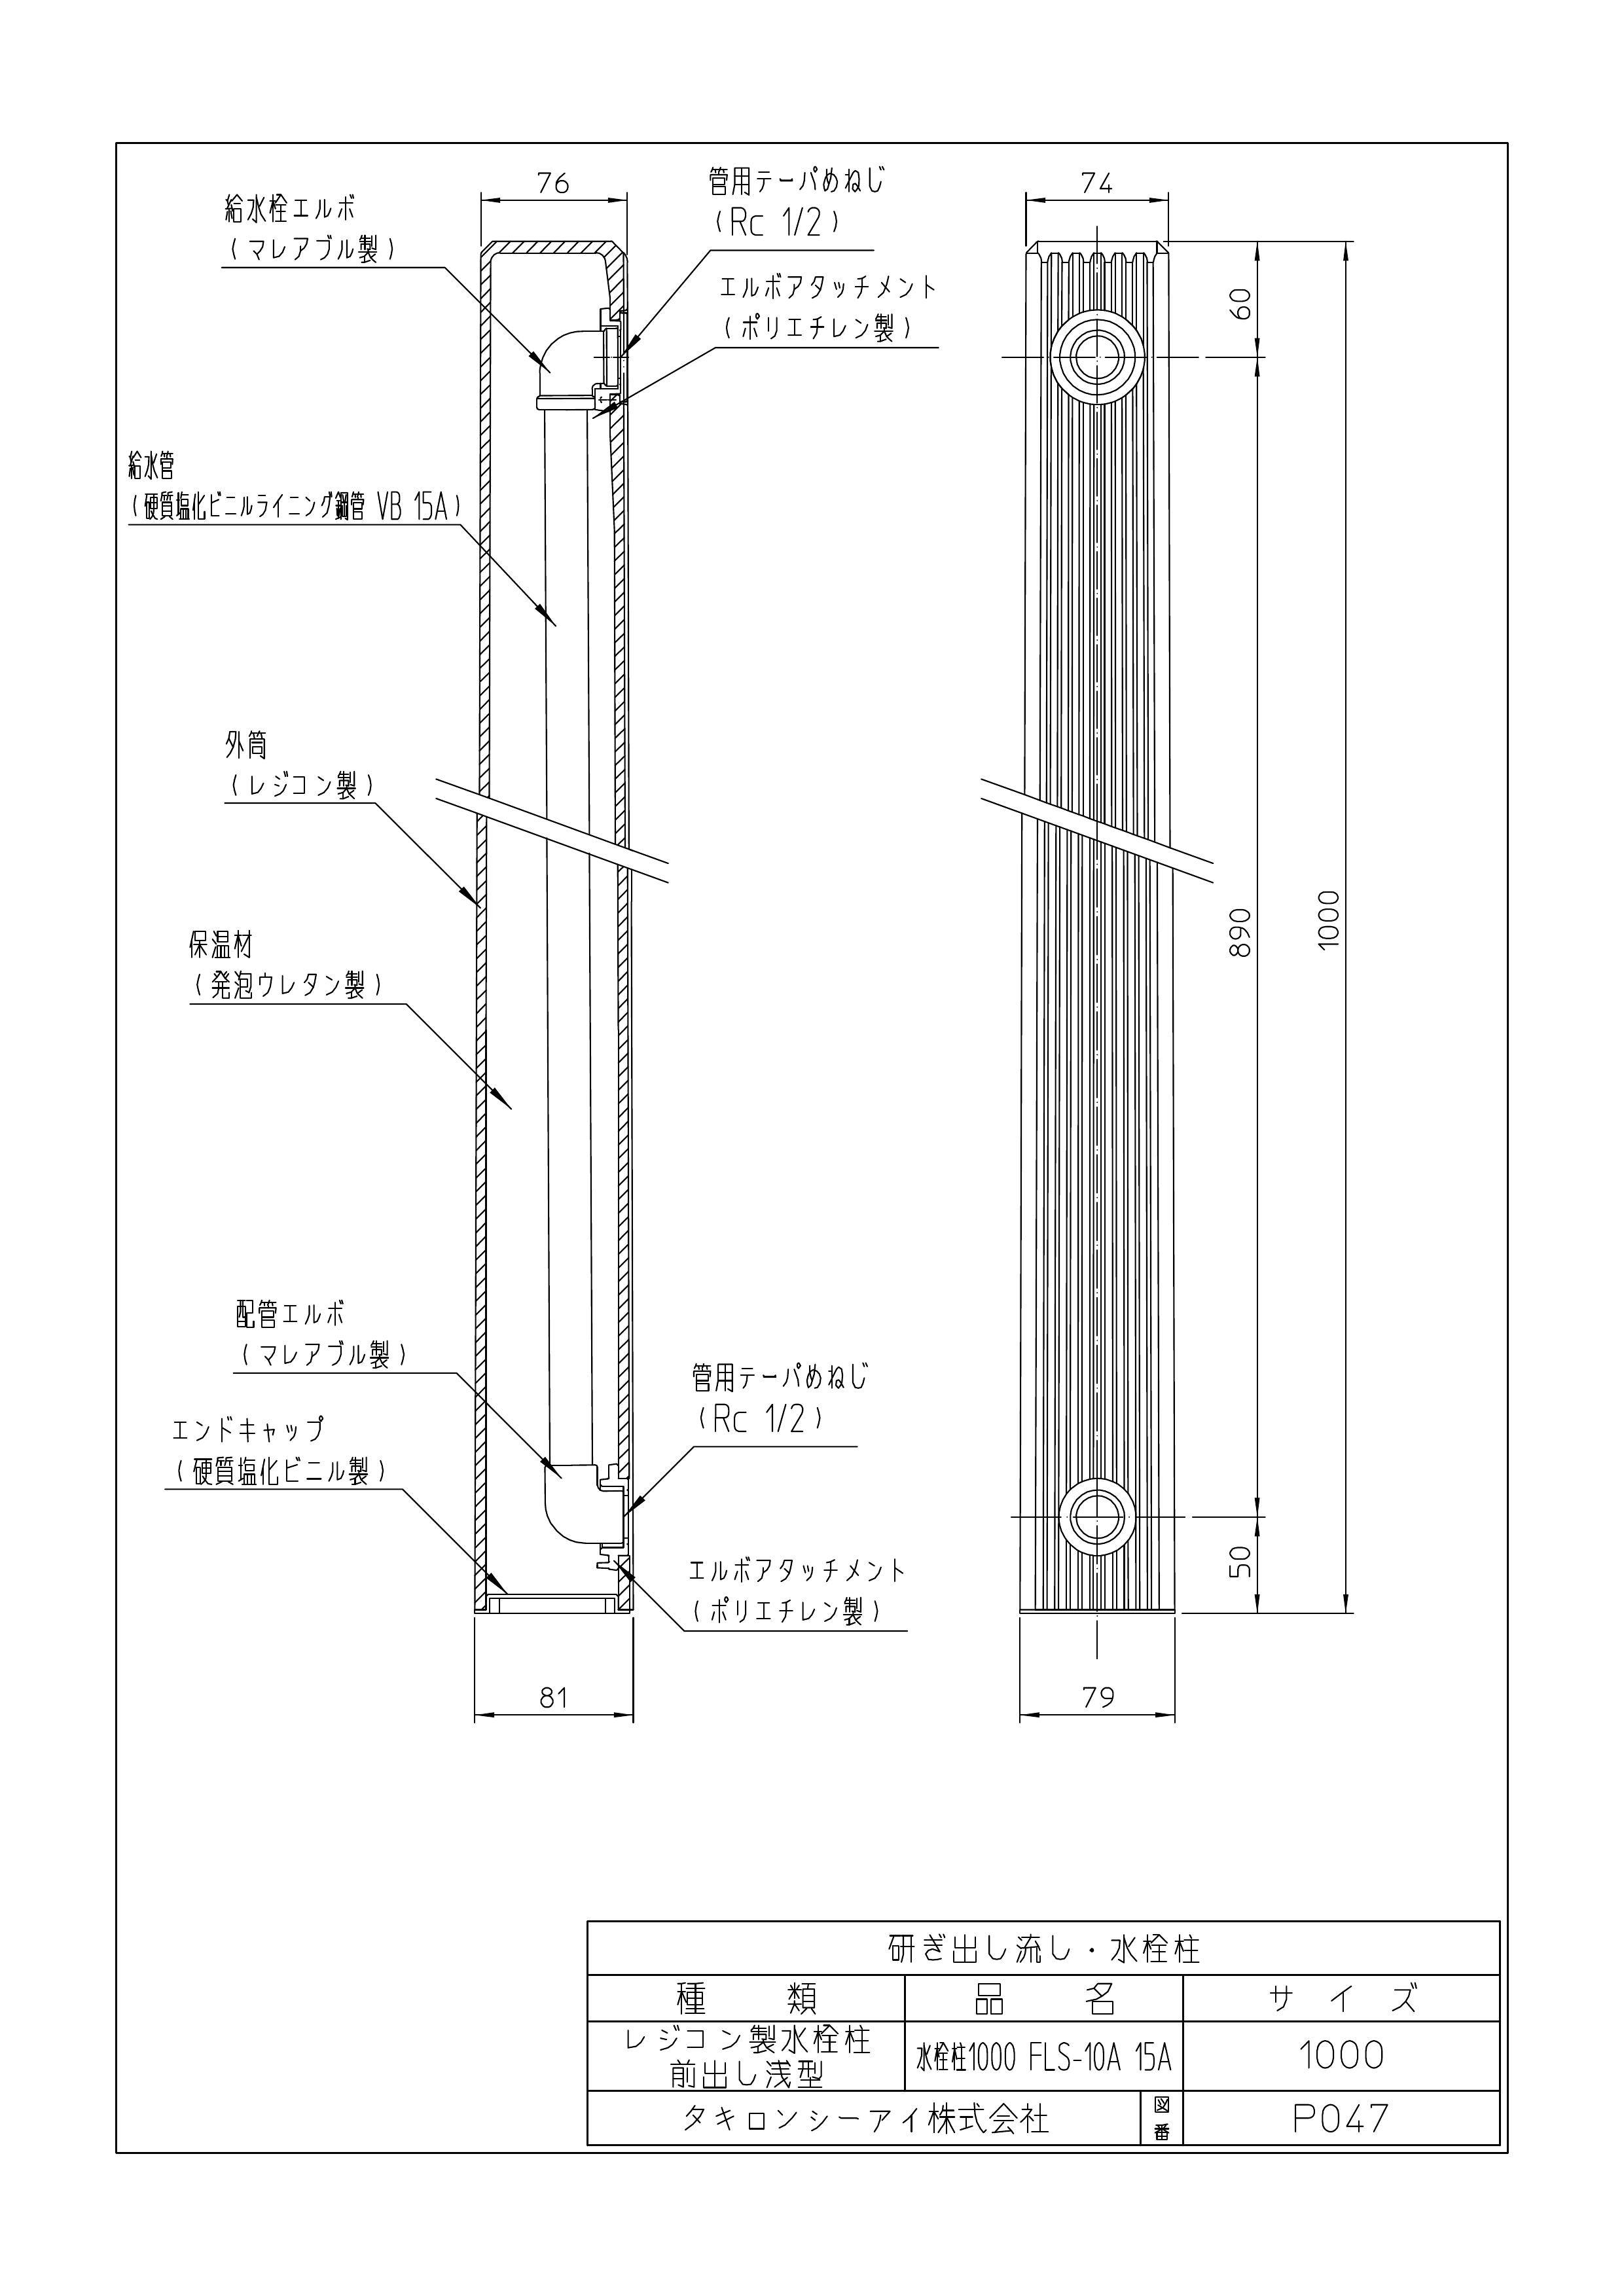 76
給水栓エルボ
（マレアブル製）
管用テーパめねじ
（Rc 1/2）
エルボアタッチメント
（ポリエチレン製）
給水管
（硬質塩化ビニルライニング鋼管 VB 15A）
外筒
（レジコン製）
保温材
（発泡ウレタン製）
配管エルボ
（マレアブル製）
エンドキャップ
（硬質塩化ビニル製）
管用テーパめねじ
（Rc 1/2）
エルボアタッチメント
（ポリエチレン製）
81
74
60
890
1000
50
79
研ぎ出し流し・水栓柱
種類 品名 サイズ
レジコン製水栓柱
前出し浅型
水栓柱1000 FLS-10A 15A
1000
タキロンシーアイ株式会社
図番
P047